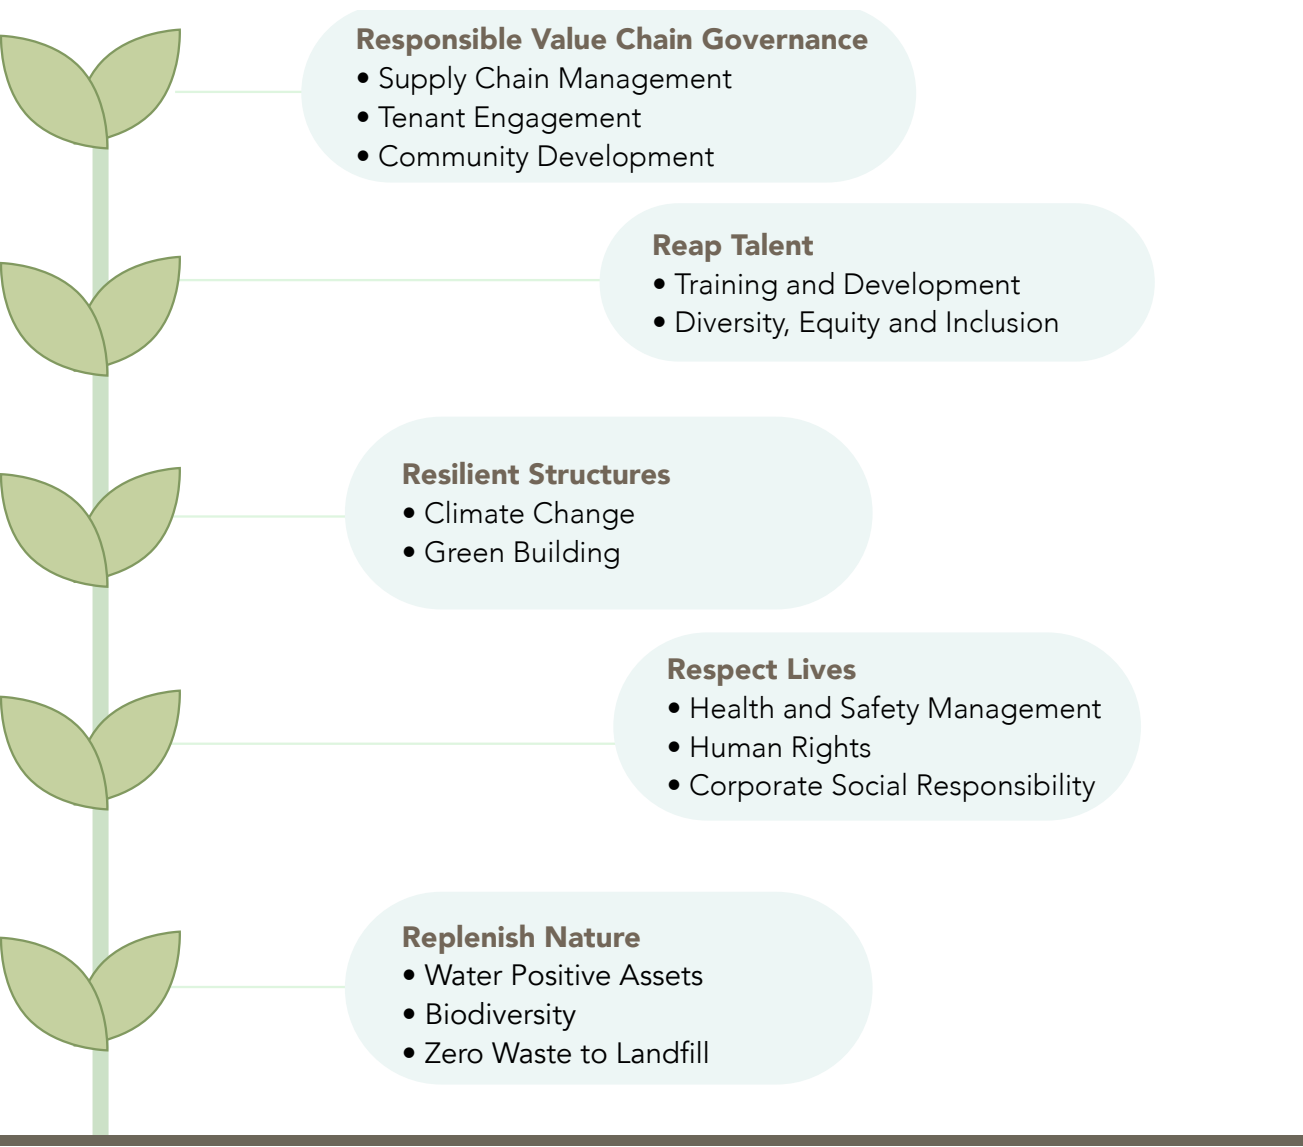 Responsible Value Chain Governance
• Supply Chain Management
• Tenant Engagement
• Community Development
Reap Talent
• Training and Development
• Diversity, Equity and Inclusion
Resilient Structures
• Climate Change
• Green Building
Respect Lives
• Health and Safety Management
• Human Rights
• Corporate Social Responsibility
Replenish Nature
• Water Positive Assets
• Biodiversity
• Zero Waste to Landfill